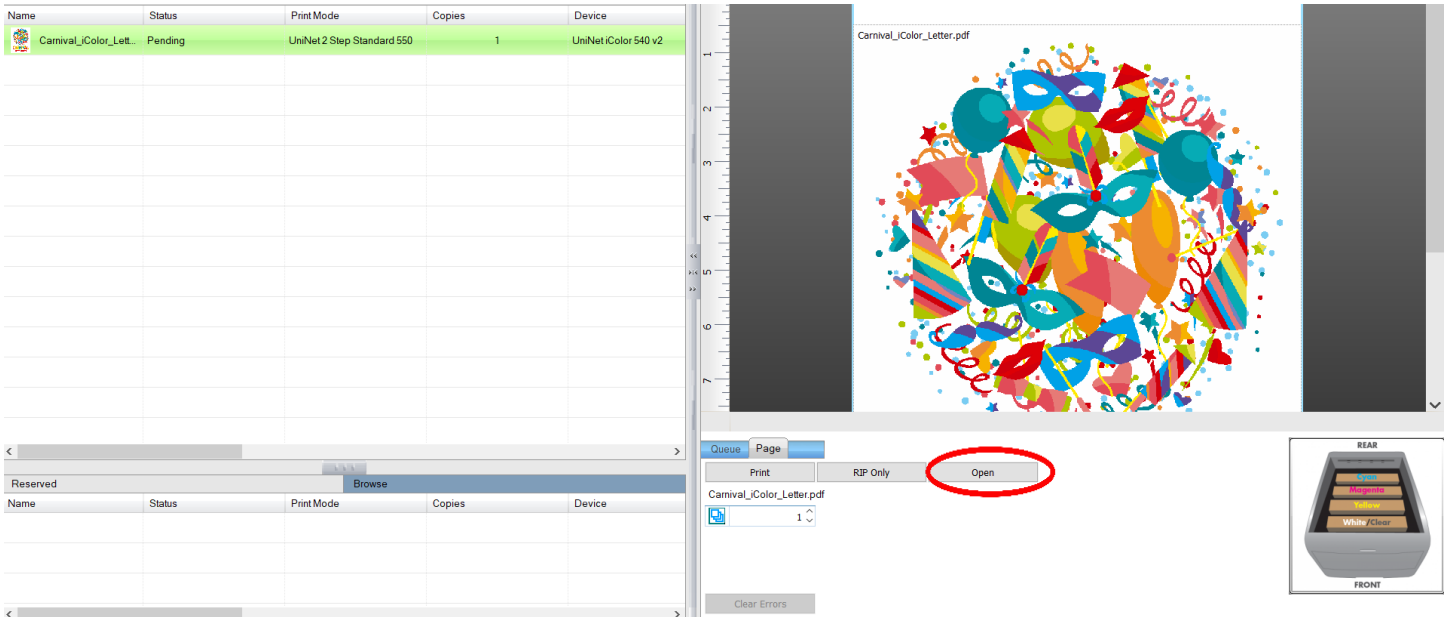 Name Status Print Mode Copies Device
Carnival_iColor_Lett... Pending UniNet 2 Step Standard 550 1 UniNet iColor 540 v2
Reserved Browse
Name Status Print Mode Copies Device
Carnival_iColor_Letter.pdf
1
2
3
4
5
6
7
Queue Page
Print RIP Only Open
Carnival_iColor_Letter.pdf
1
Clear Errors
REAR
Cyan
Magenta
Yellow
White/Clear
FRONT